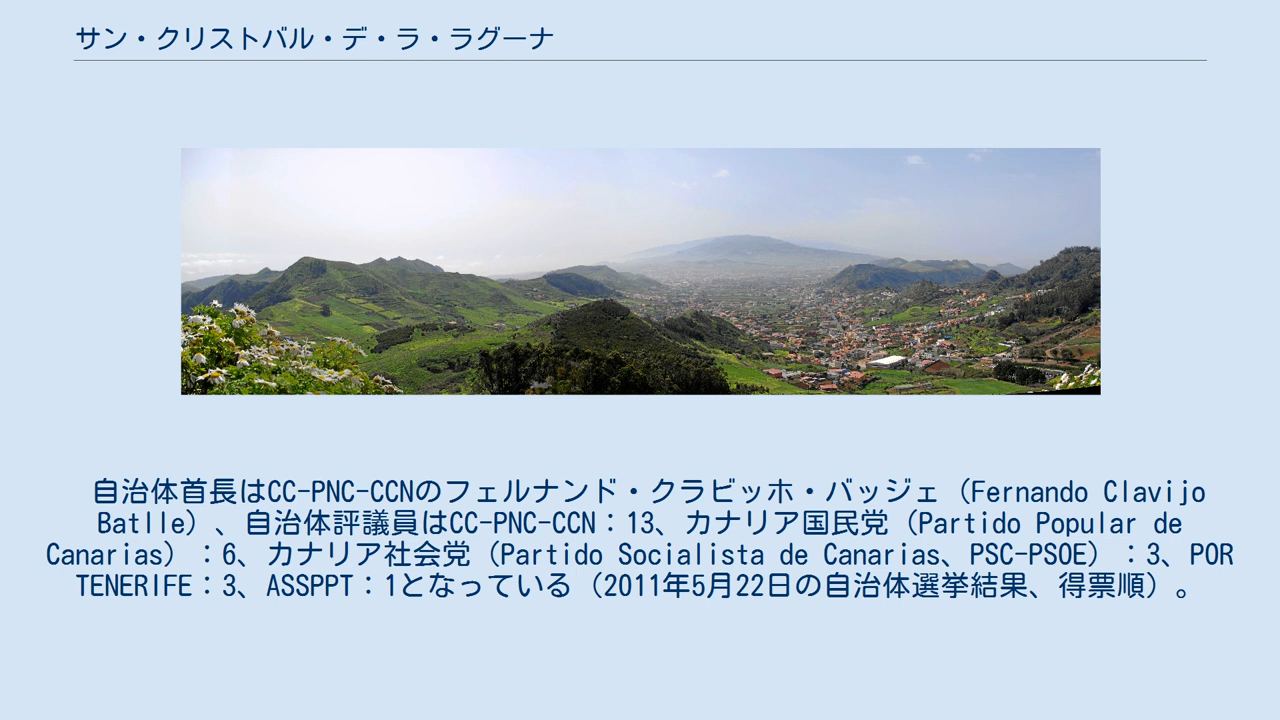 サン・クリストバル・デ・ラ・ラグーナ
自治体首長はCC-PNC-CCNのフェルナンド・クラビッホ・バッジェ（Fernando Clavijo
Batlle）、自治体評議員はCC-PNC-CCN：13、カナリア国民党（Partido Popular de
Canarias）：6、カナリア社会党（Partido Socialista de Canarias、PSC-PSOE）：3、POR
TENERIFE：3、ASSPPT：1となっている（2011年5月22日の自治体選挙結果、得票順）。